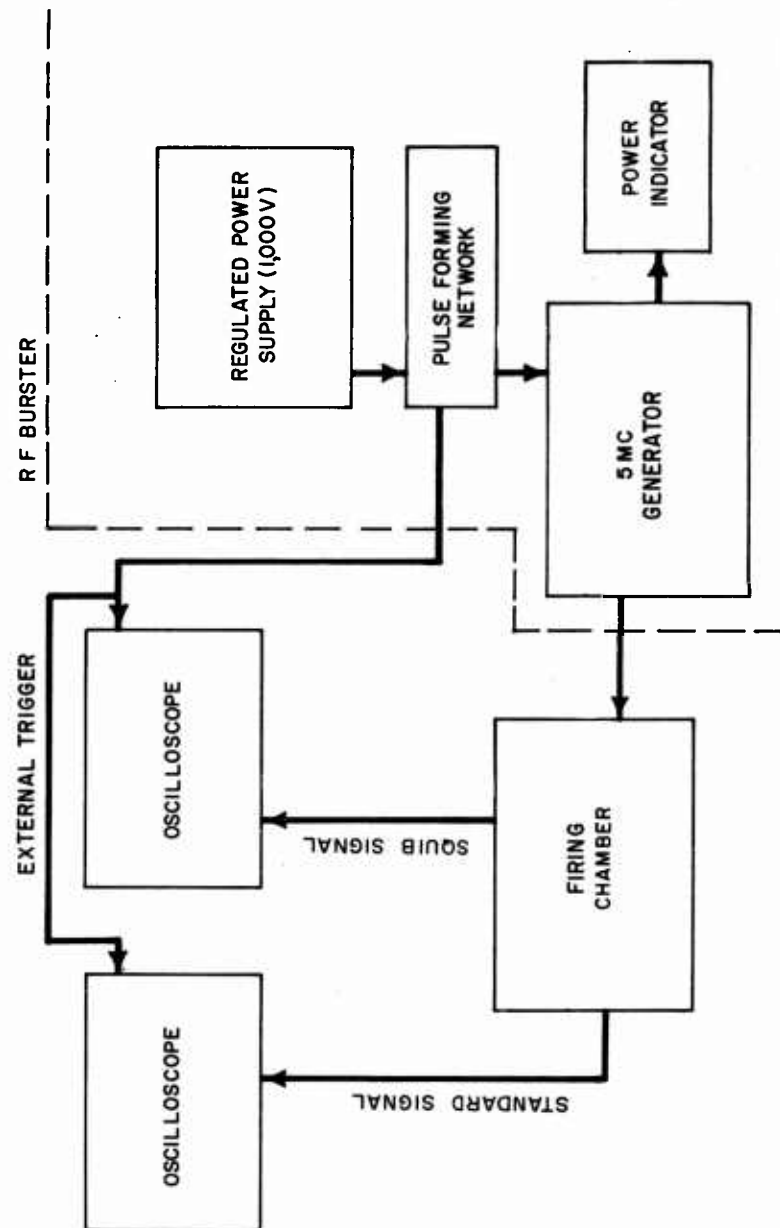 RF BURSTER
REGULATED POWER
SUPPLY (1,000V)
PULSE FORMING
NETWORK
5 MC
GENERATOR
POWER
INDICATOR
EXTERNAL TRIGGER
OSCILLOSCOPE
OSCILLOSCOPE
SQUIB SIGNAL
STANDARD SIGNAL
FIRING
CHAMBER